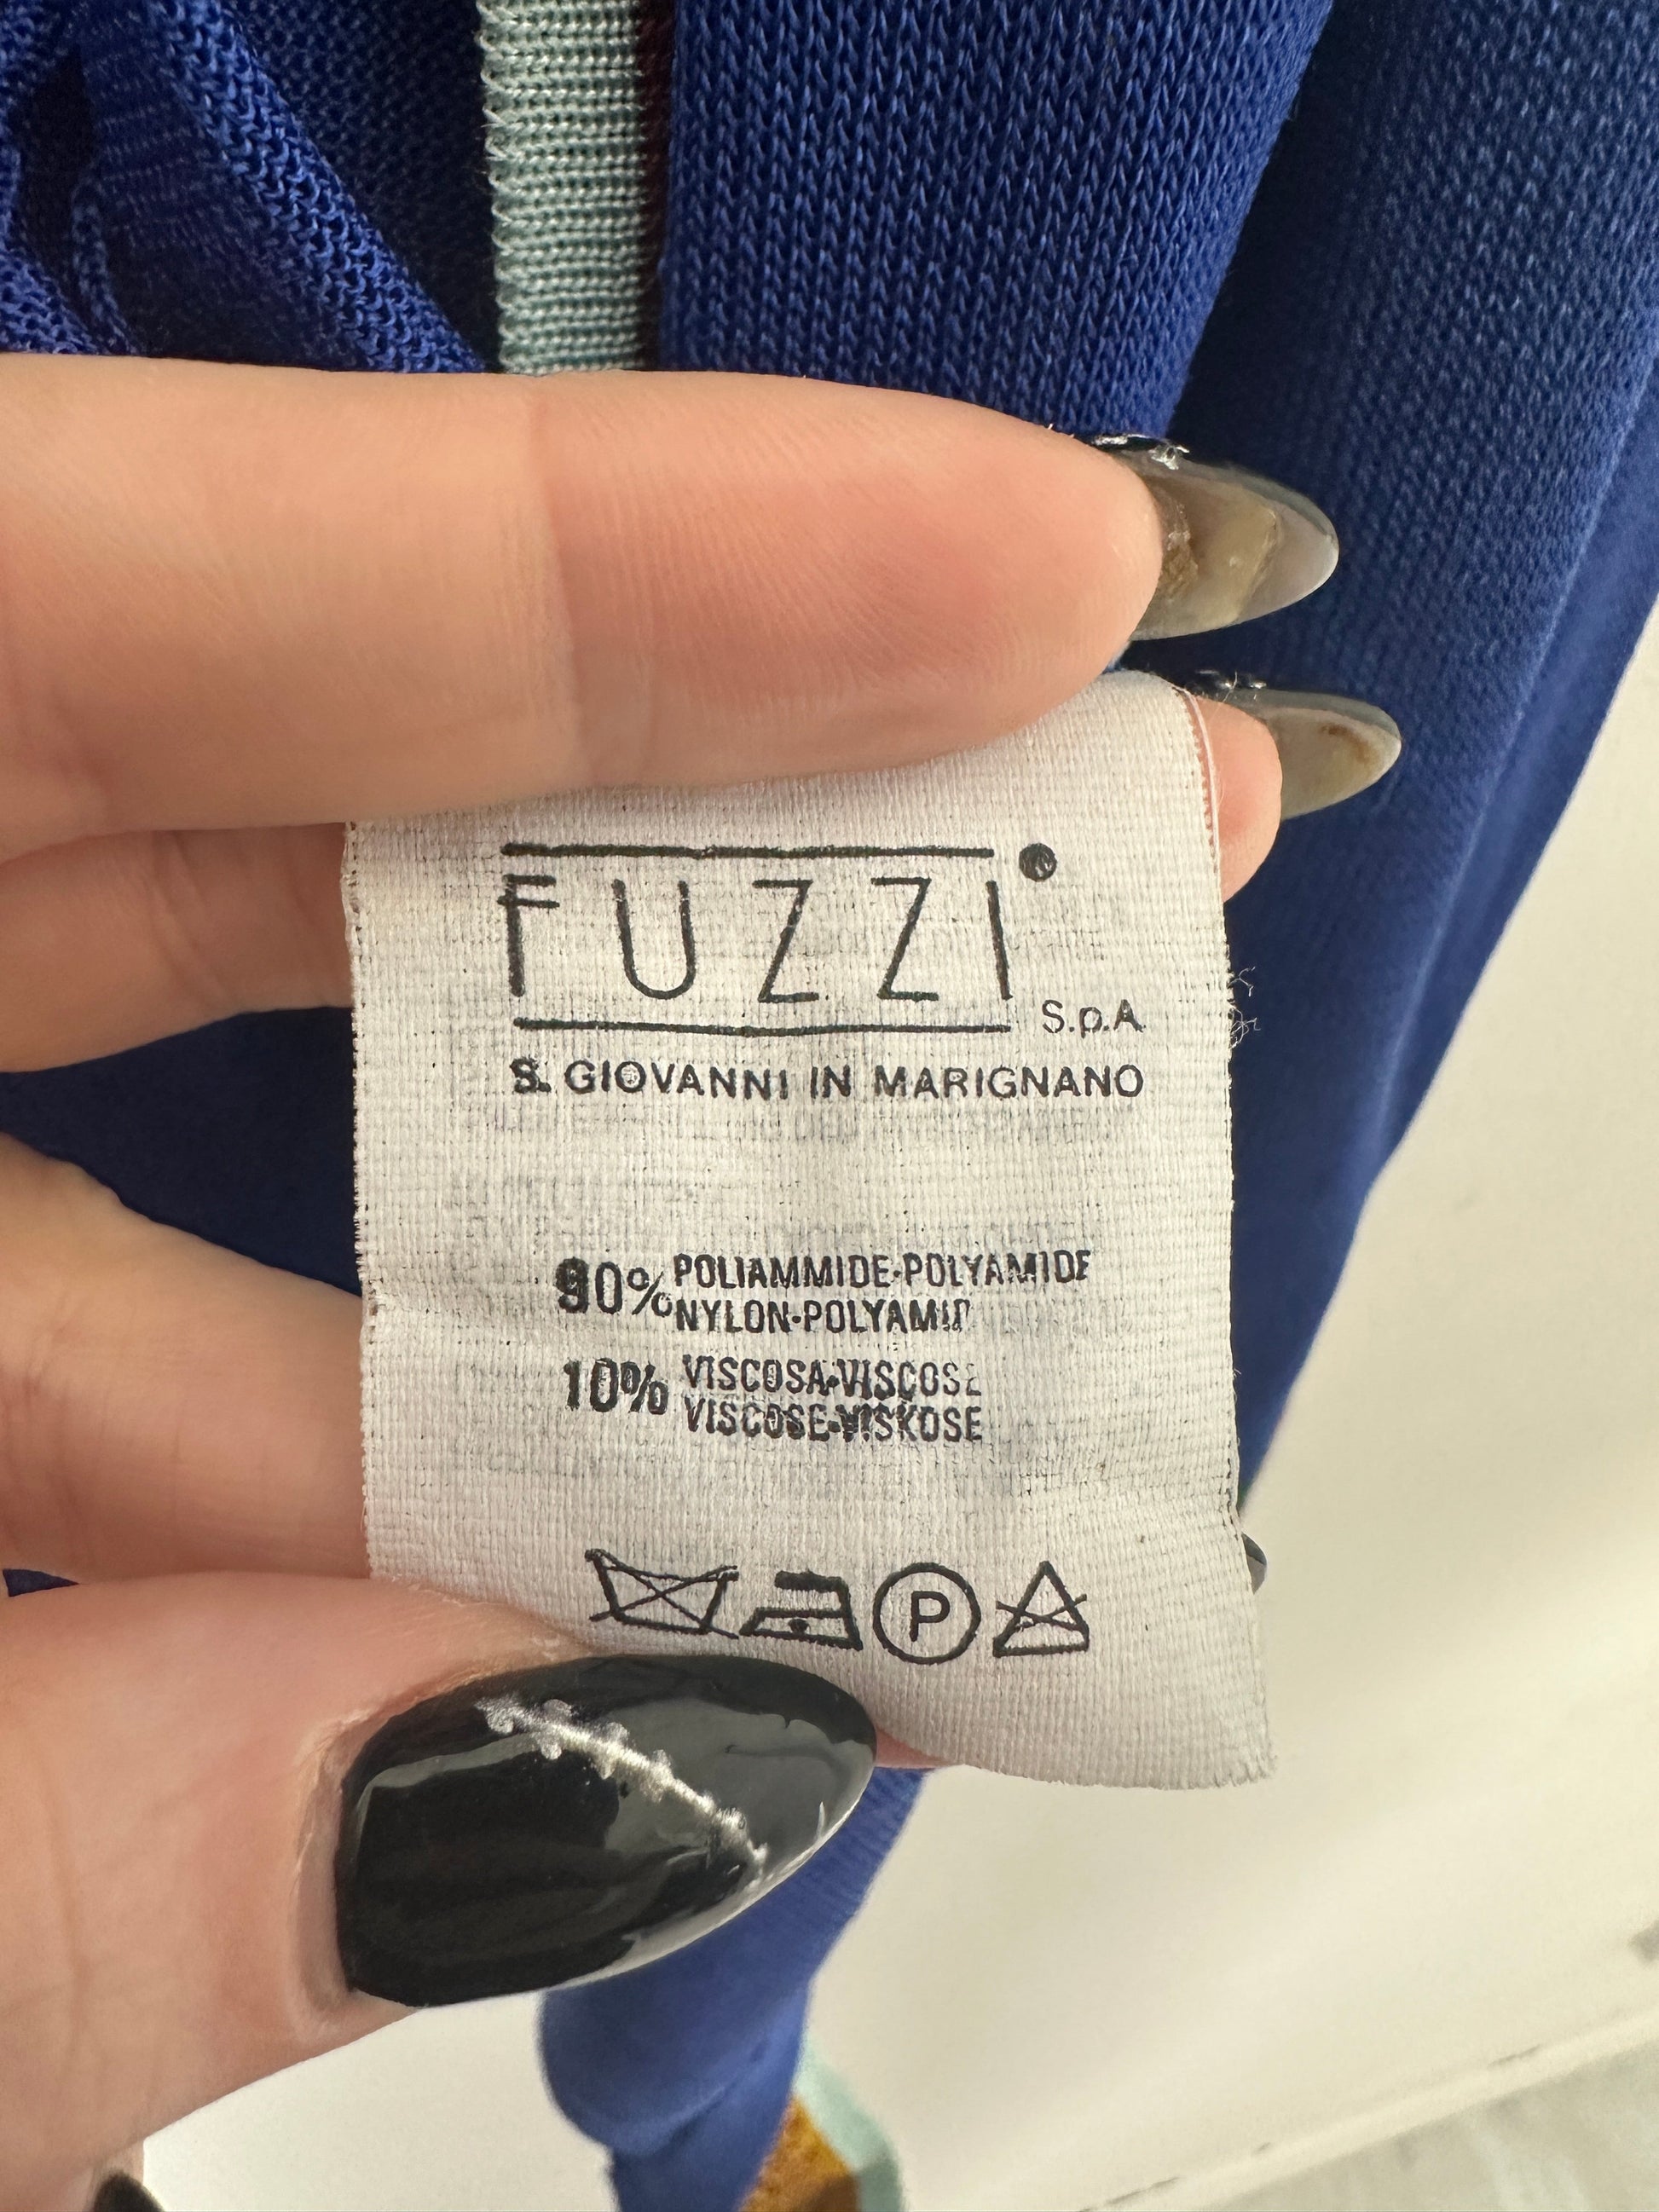 FUZZI
S.p.A
S. GIOVANNI IN MARIGNANO
90% POLIAMMIDE·POLYAMIDE
NYLON·POLYAMID
10% VISCOSA·VISCOSE
VISCOSE·VISKOSE
P